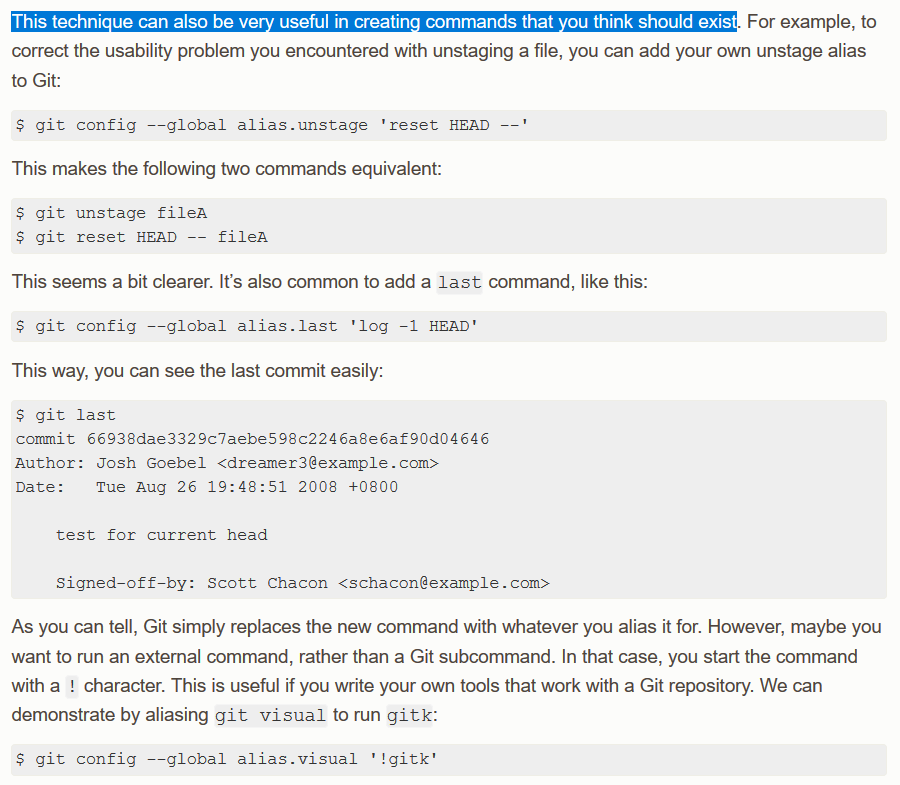 This technique can also be very useful in creating commands that you think should exist. For example, to
correct the usability problem you encountered with unstaging a file, you can add your own unstage alias
to Git:
$ git config --global alias.unstage 'reset HEAD --'
This makes the following two commands equivalent:
$ git unstage fileA
$ git reset HEAD -- fileA
This seems a bit clearer. It’s also common to add a last command, like this:
$ git config --global alias.last 'log -1 HEAD'
This way, you can see the last commit easily:
$ git last
commit 66938dae3329c7aebe598c2246a8e6af90d04646
Author: Josh Goebel <dreamer3@example.com>
Date:   Tue Aug 26 19:48:51 2008 +0800
    test for current head
    Signed-off-by: Scott Chacon <schacon@example.com>
As you can tell, Git simply replaces the new command with whatever you alias it for. However, maybe you
want to run an external command, rather than a Git subcommand. In that case, you start the command
with a ! character. This is useful if you write your own tools that work with a Git repository. We can
demonstrate by aliasing git visual to run gitk:
$ git config --global alias.visual '!gitk'